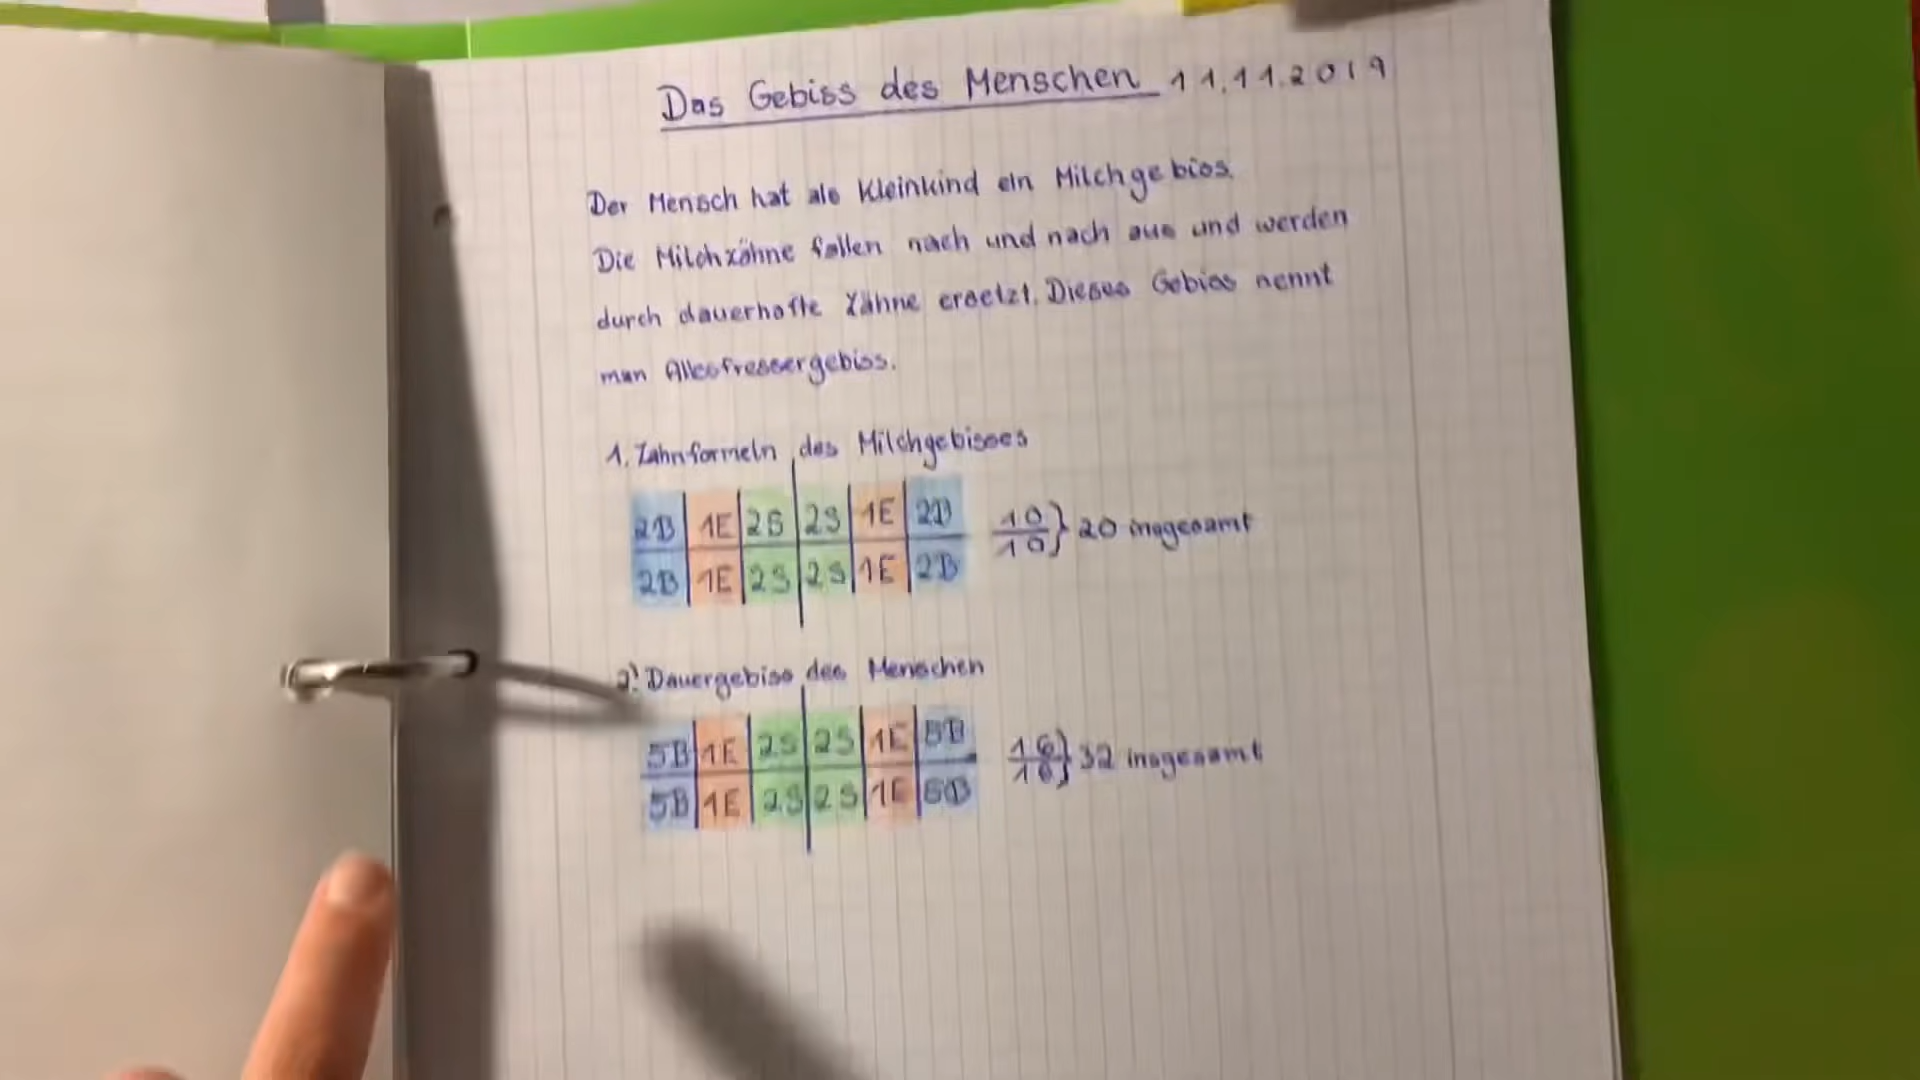 Das Gebiss des Menschen 11.11.2019
Der Mensch hat als Kleinkind ein Milchgebiss.
Die Milchzähne fallen nach und nach aus und werden
durch dauerhafte Zähne ersetzt. Dieses Gebiss nennt
man Allesfressergebiss.
1. Zahnformeln des Milchgebisses
2B 1E 2S 2S 1E 2B 10
2B 1E 2S 2S 1E 2B 10 } 20 insgesamt
2. Dauergebiss des Menschen
5B 1E 2S 2S 1E 5B 16
5B 1E 2S 2S 1E 5B 16 } 32 insgesamt